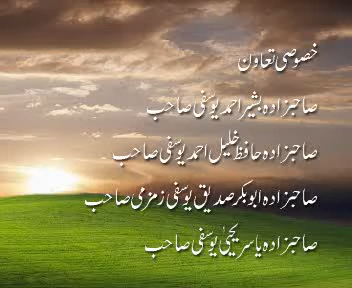 خصوصی تعاون
صاحبزادہ بشیر احمد یوسفی صاحب
صاحبزادہ حافظ خلیل احمد یوسفی صاحب
صاحبزادہ ابوبکر صدیق یوسفی زمزمی صاحب
صاحبزادہ یاسر یحییٰ یوسفی صاحب